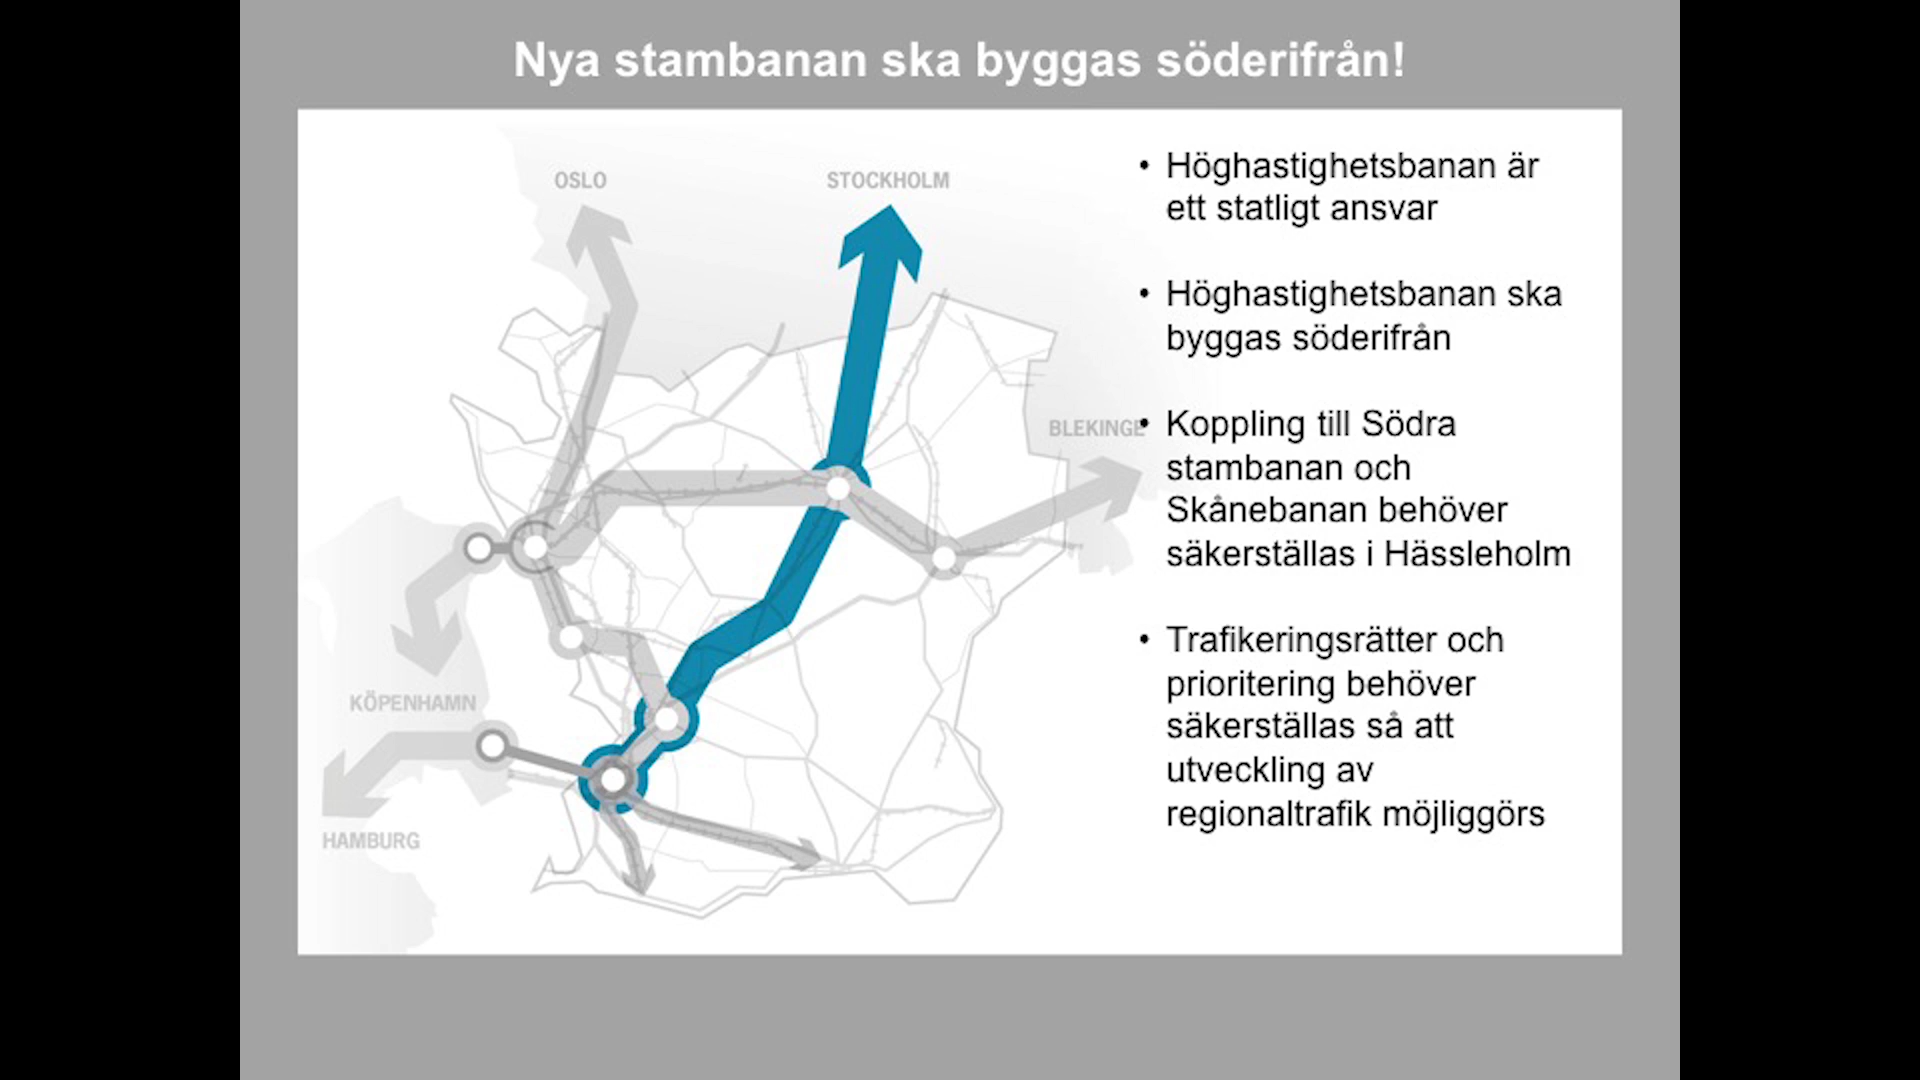 Nya stambanan ska byggas söderifrån!
OSLO
STOCKHOLM
BLEKINGE
KÖPENHAMN
HAMBURG
• Höghastighetsbanan är
ett statligt ansvar
• Höghastighetsbanan ska
byggas söderifrån
• Koppling till Södra
stambanan och
Skånebanan behöver
säkerställas i Hässleholm
• Trafikeringsrätter och
prioritering behöver
säkerställas så att
utveckling av
regionaltrafik möjliggörs